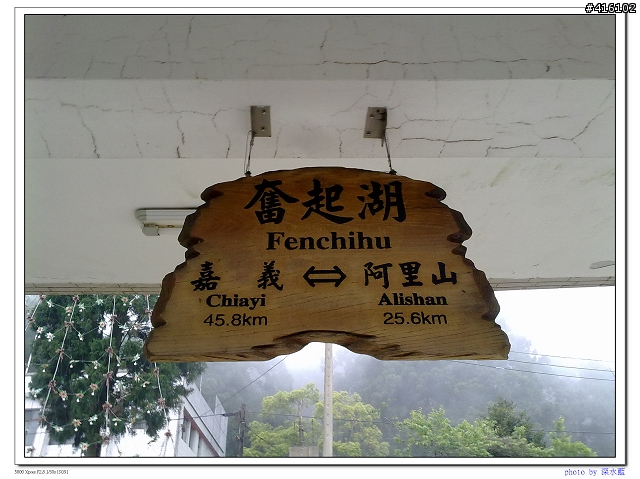 #416102
奮起湖
Fenchihu
嘉義 ⇔ 阿里山
Chiayi Alishan
45.8km 25.6km
photo by 深水藍